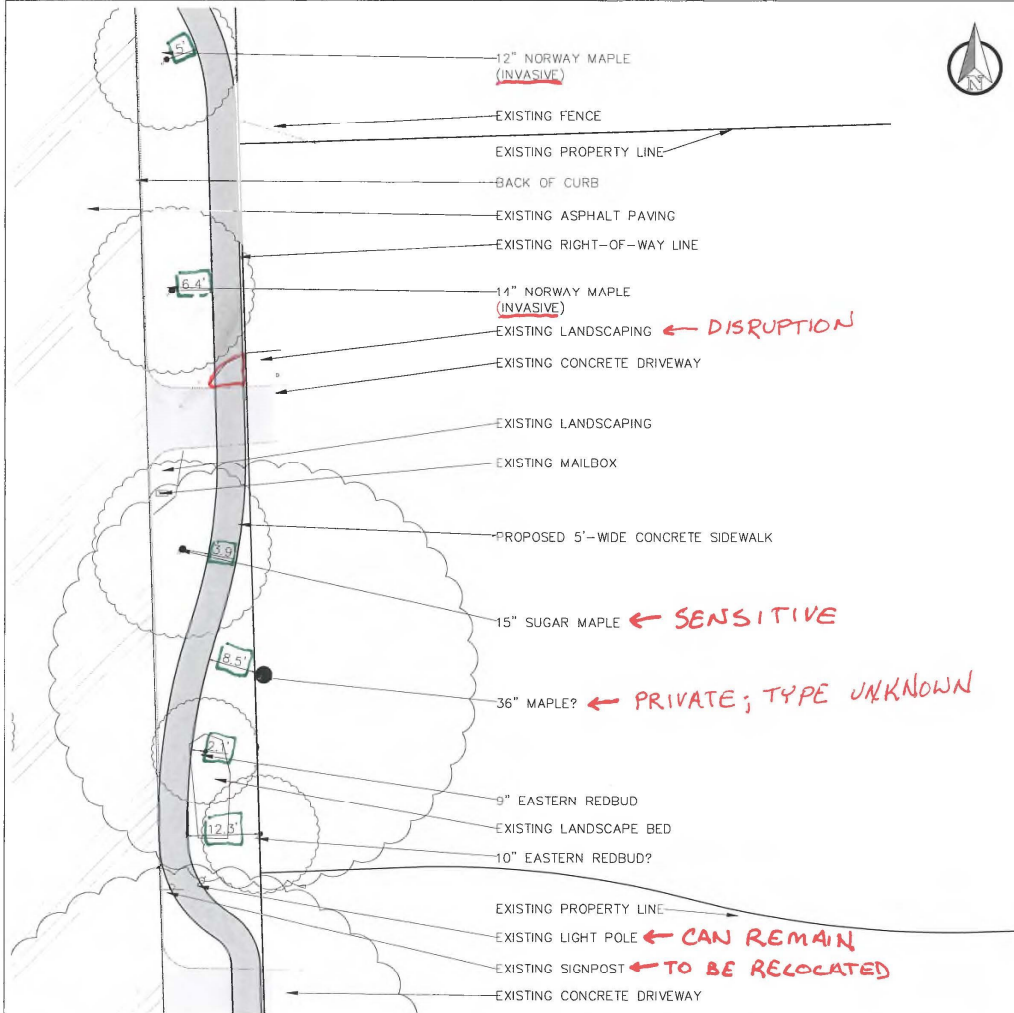 5'
12" NORWAY MAPLE
(INVASIVE)
N
EXISTING FENCE
EXISTING PROPERTY LINE
BACK OF CURB
EXISTING ASPHALT PAVING
EXISTING RIGHT-OF-WAY LINE
6.4'
14" NORWAY MAPLE
(INVASIVE)
EXISTING LANDSCAPING ← DISRUPTION
EXISTING CONCRETE DRIVEWAY
EXISTING LANDSCAPING
EXISTING MAILBOX
PROPOSED 5'-WIDE CONCRETE SIDEWALK
3.9
15" SUGAR MAPLE ← SENSITIVE
8.5'
36" MAPLE? ← PRIVATE; TYPE UNKNOWN
2.1'
9" EASTERN REDBUD
EXISTING LANDSCAPE BED
12.3'
10" EASTERN REDBUD?
EXISTING PROPERTY LINE
EXISTING LIGHT POLE ← CAN REMAIN
EXISTING SIGNPOST ← TO BE RELOCATED
EXISTING CONCRETE DRIVEWAY